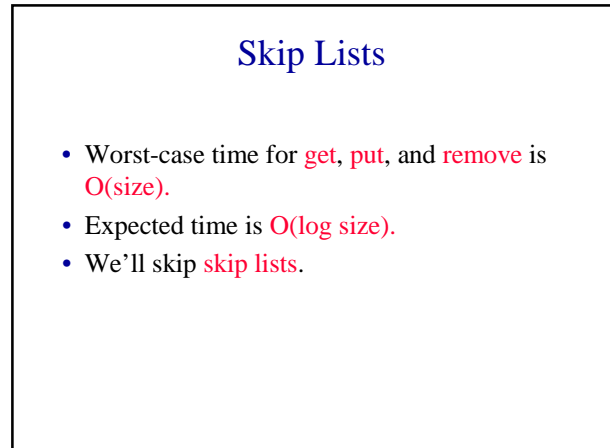 Skip Lists
• Worst-case time for get, put, and remove is
O(size).
• Expected time is O(log size).
• We’ll skip skip lists.